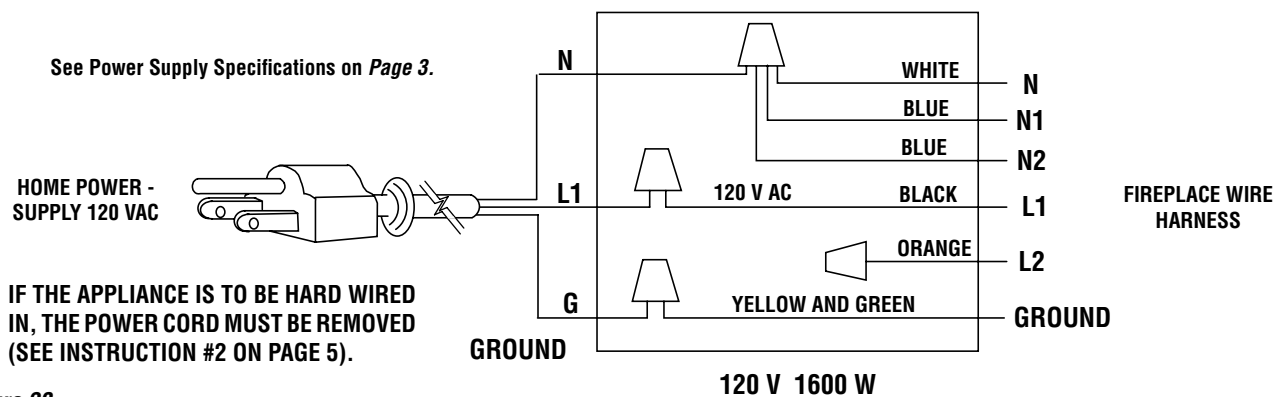 See Power Supply Specifications on Page 3.
N
WHITE
N
BLUE
N1
BLUE
N2
HOME POWER -
SUPPLY 120 VAC
L1
120 V AC
BLACK
L1
FIREPLACE WIRE
HARNESS
ORANGE
L2
IF THE APPLIANCE IS TO BE HARD WIRED
IN, THE POWER CORD MUST BE REMOVED
(SEE INSTRUCTION #2 ON PAGE 5).
G
YELLOW AND GREEN
GROUND
GROUND
120 V 1600 W